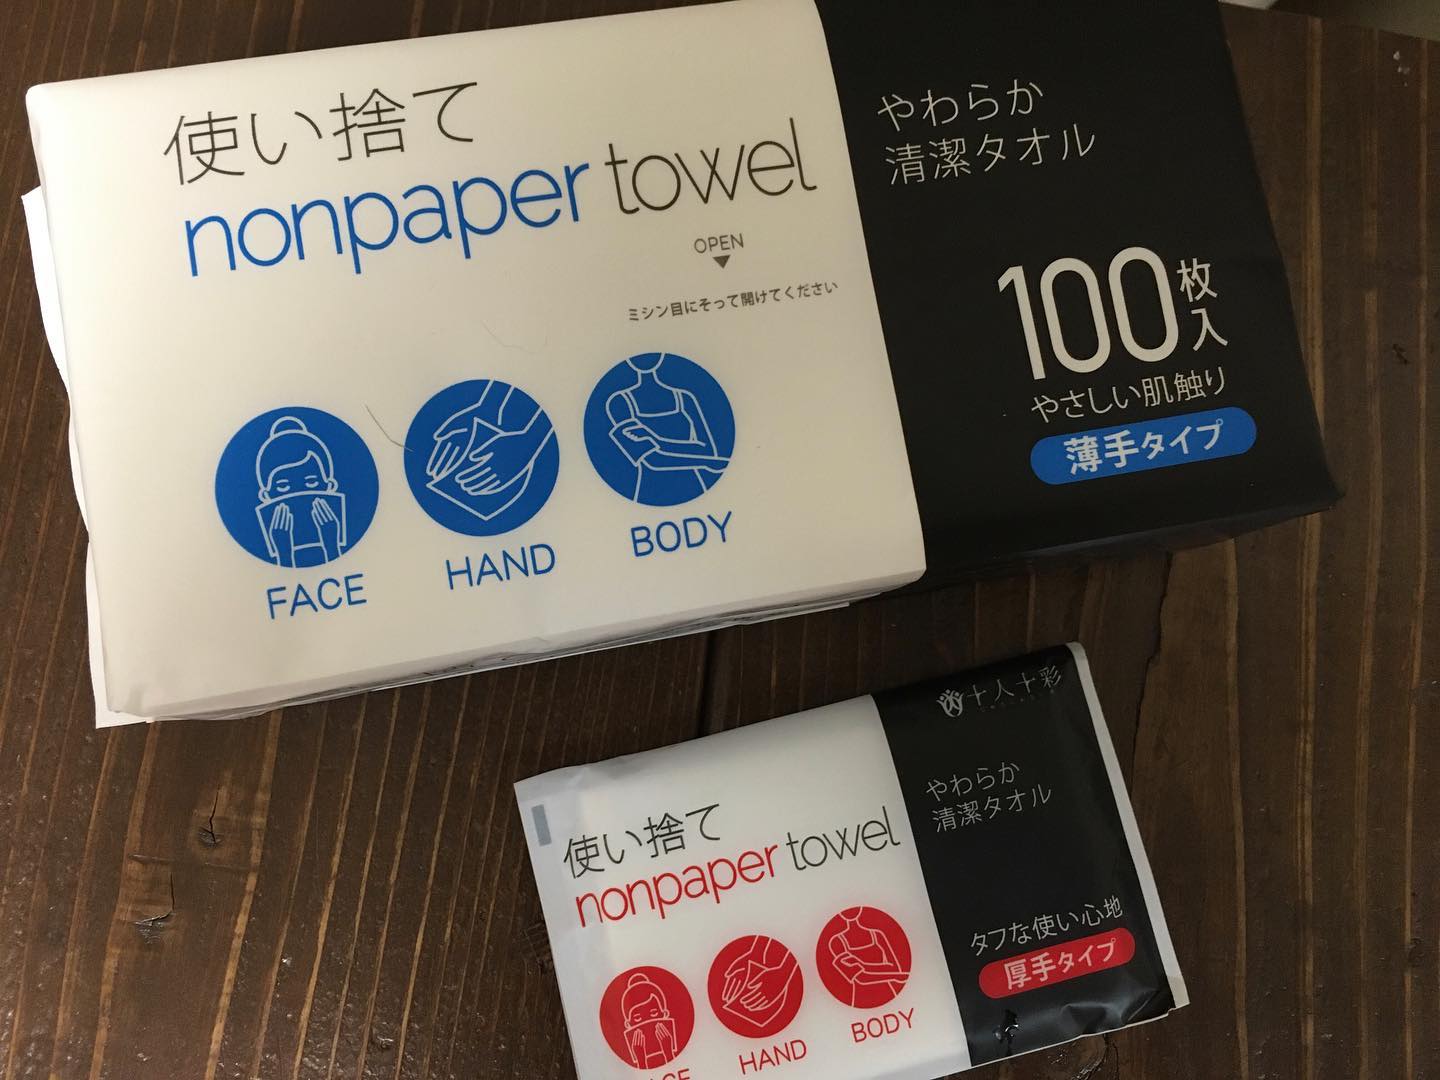 使い捨て
nonpaper towel
OPEN
ミシン目にそって開けてください
FACE
HAND
BODY
やわらか
清潔タオル
100枚入
やさしい肌触り
薄手タイプ
十人十彩
使い捨て
nonpaper towel
HAND
BODY
やわらか
清潔タオル
タフな使い心地
厚手タイプ